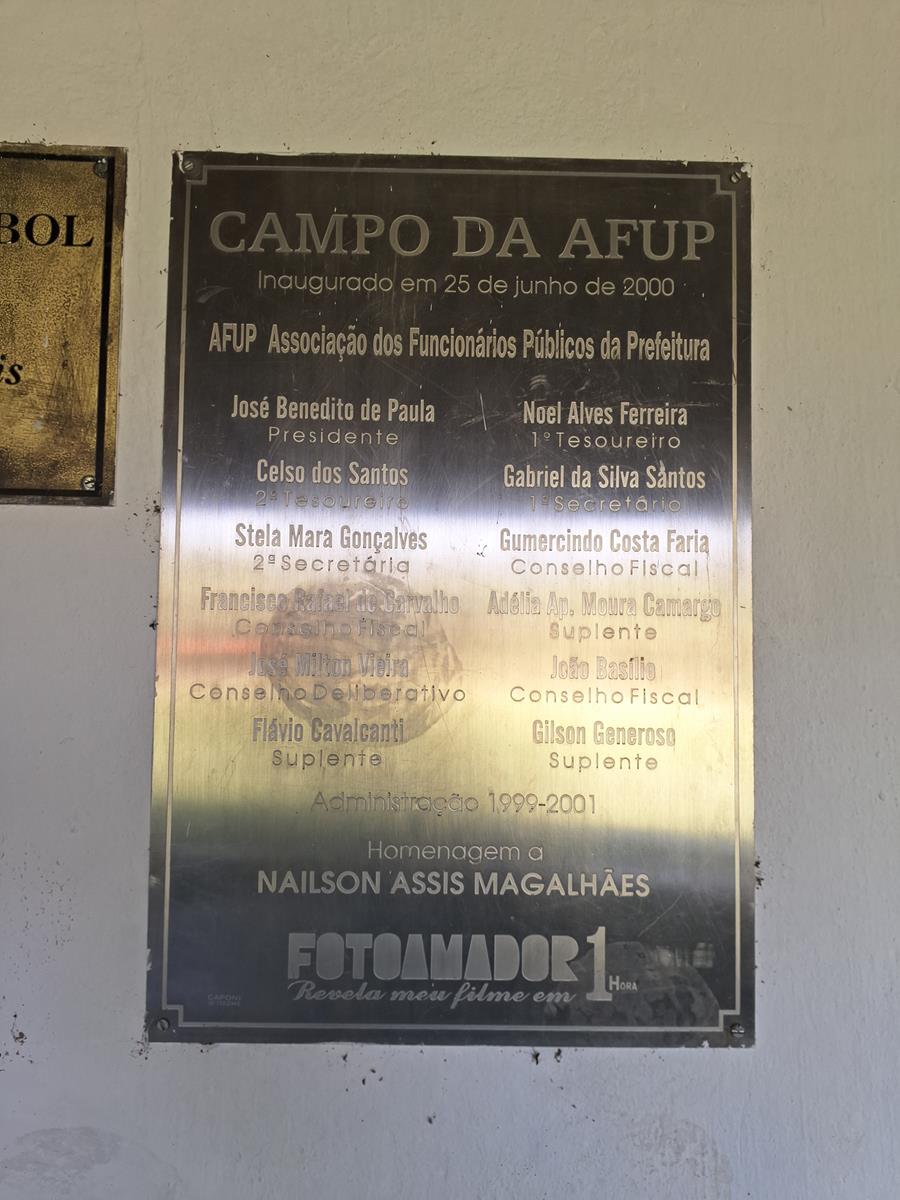 BOL
is
CAMPO DA AFUP
Inaugurado em 25 de junho de 2000
AFUP Associação dos Funcionários Públicos da Prefeitura
José Benedito de Paula
Presidente
Noel Alves Ferreira
1º Tesoureiro
Celso dos Santos
2º Tesoureiro
Gabriel da Silva Santos
1º Secretário
Stela Mara Gonçalves
2ª Secretária
Gumercindo Costa Faria
Conselho Fiscal
Francisco Rafael de Carvalho
Conselho Fiscal
Adélia Ap. Moura Camargo
Suplente
José Milton Vieira
Conselho Deliberativo
João Basílio
Conselho Fiscal
Flávio Cavalcanti
Suplente
Gilson Generoso
Suplente
Administração 1999-2001
Homenagem a
NAILSON ASSIS MAGALHÃES
FOTOAMADOR 1 HORA
Revela meu filme em
CAPONI